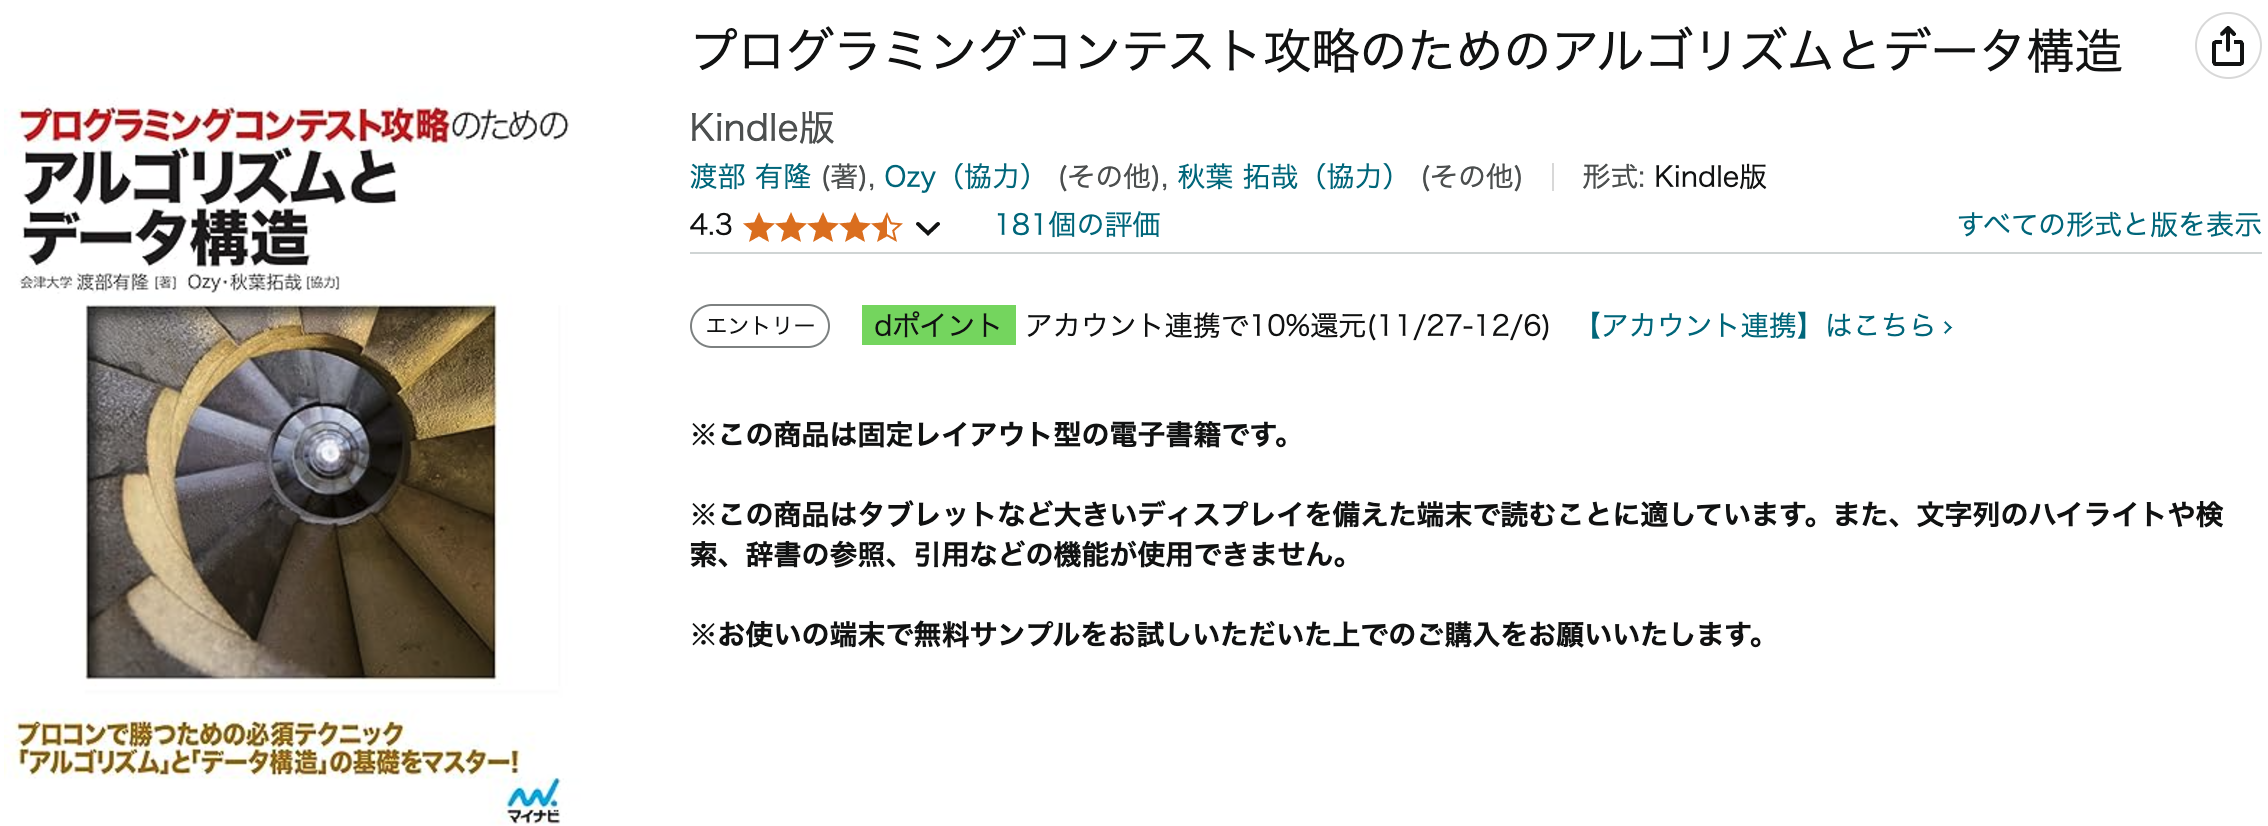 プログラミングコンテスト攻略のための
アルゴリズムと
データ構造
会津大学 渡部有隆 [著] Ozy・秋葉拓哉 [協力]
プロコンで勝つための必須テクニック
「アルゴリズム」と「データ構造」の基礎をマスター!
マイナビ
プログラミングコンテスト攻略のためのアルゴリズムとデータ構造
Kindle版
渡部 有隆 (著), Ozy（協力） (その他), 秋葉 拓哉（協力） (その他) 形式: Kindle版
4.3 181個の評価 すべての形式と版を表示
エントリー dポイント アカウント連携で10%還元(11/27-12/6) 【アカウント連携】はこちら ›
※この商品は固定レイアウト型の電子書籍です。
※この商品はタブレットなど大きいディスプレイを備えた端末で読むことに適しています。また、文字列のハイライトや検
索、辞書の参照、引用などの機能が使用できません。
※お使いの端末で無料サンプルをお試しいただいた上でのご購入をお願いいたします。